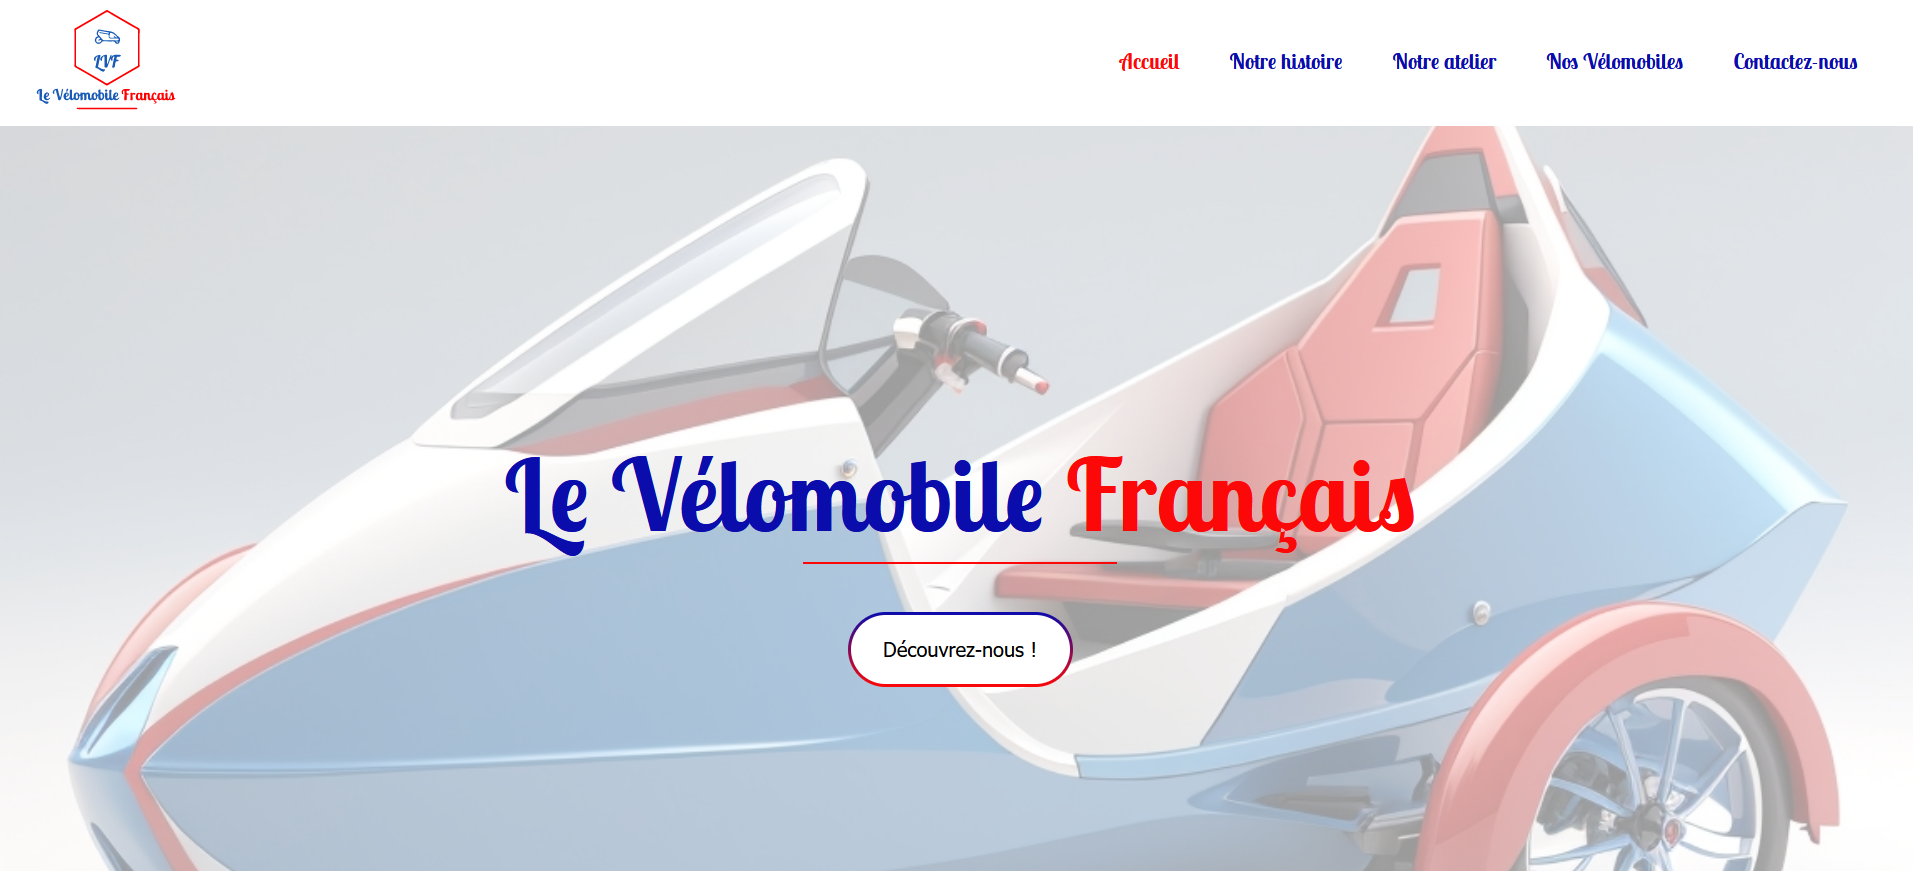 LVF
Le Vélomobile Français
Accueil
Notre histoire
Notre atelier
Nos Vélomobiles
Contactez-nous
Le Vélomobile Français
Découvrez-nous !